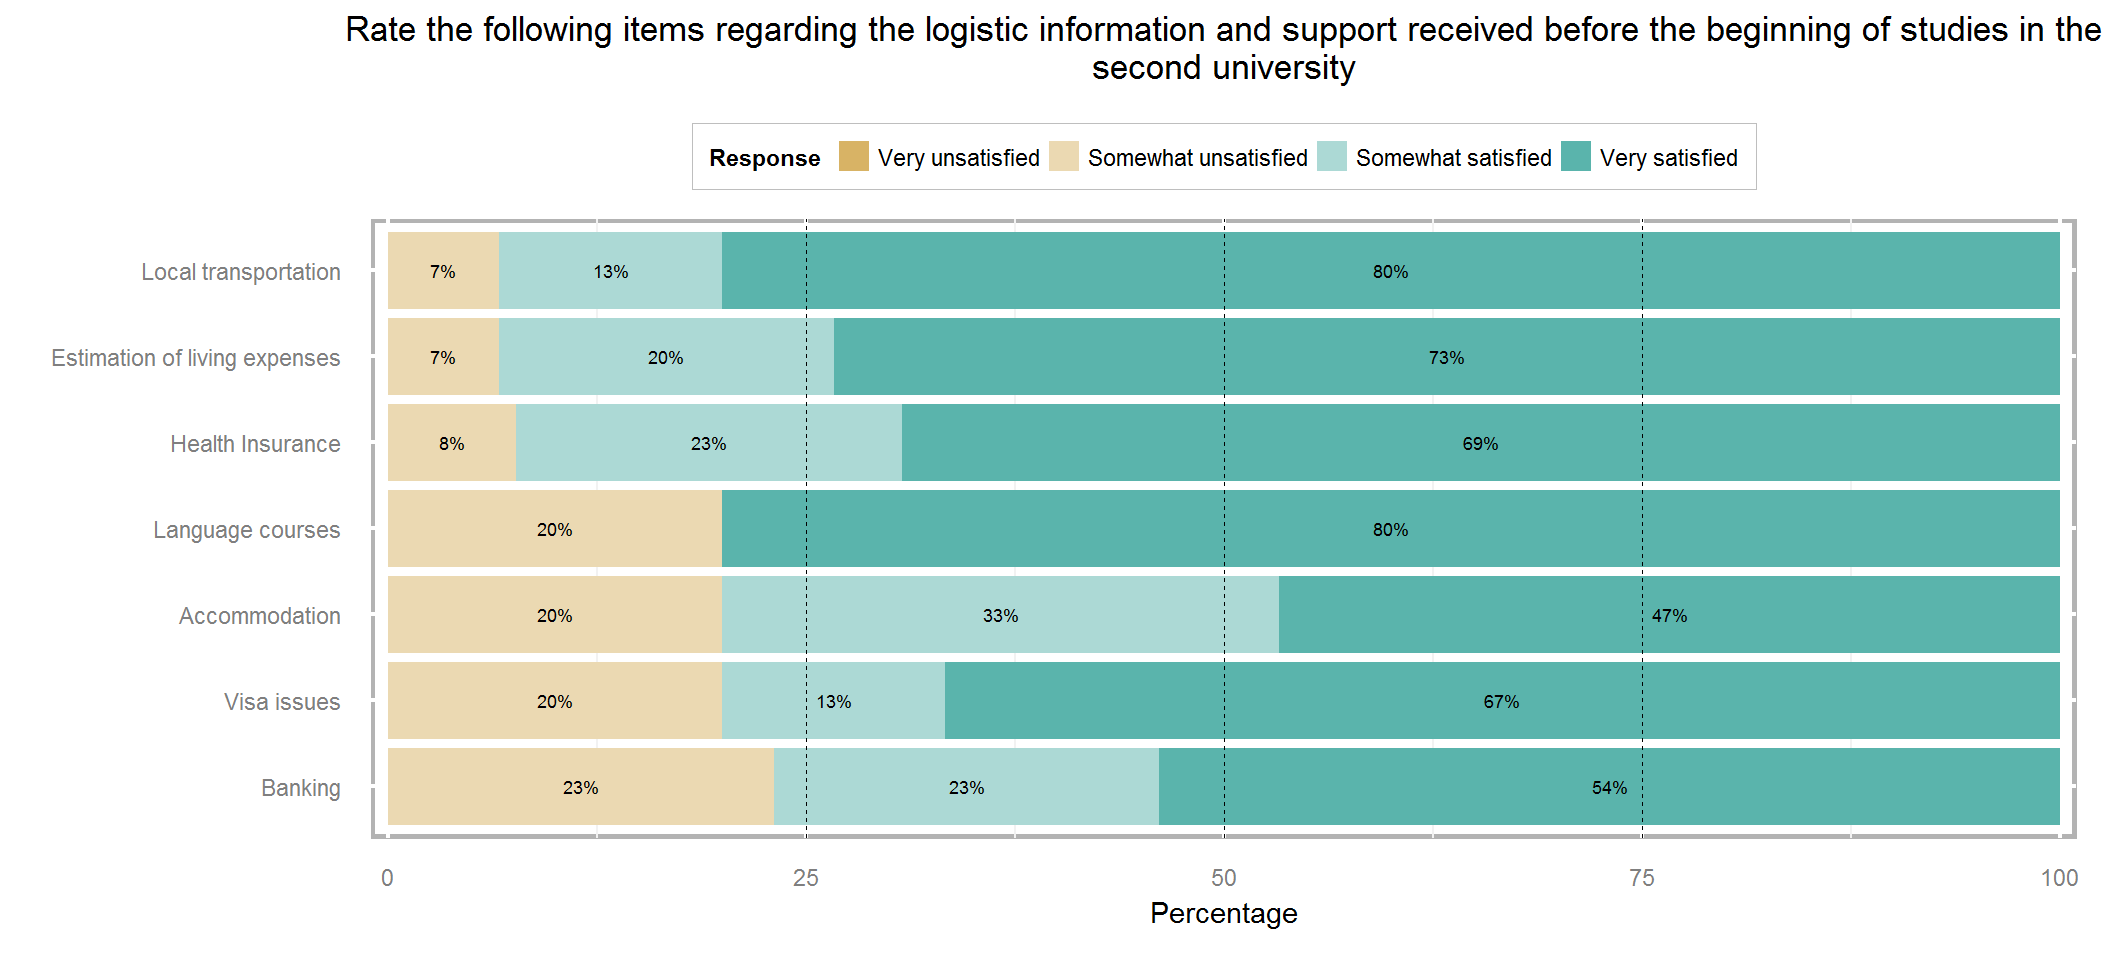 Rate the following items regarding the logistic information and support received before the beginning of studies in the
second university
Response Very unsatisfied Somewhat unsatisfied Somewhat satisfied Very satisfied
Local transportation 7% 13% 80%
Estimation of living expenses 7% 20% 73%
Health Insurance 8% 23% 69%
Language courses 20% 80%
Accommodation 20% 33% 47%
Visa issues 20% 13% 67%
Banking 23% 23% 54%
0 25 50 75 100
Percentage